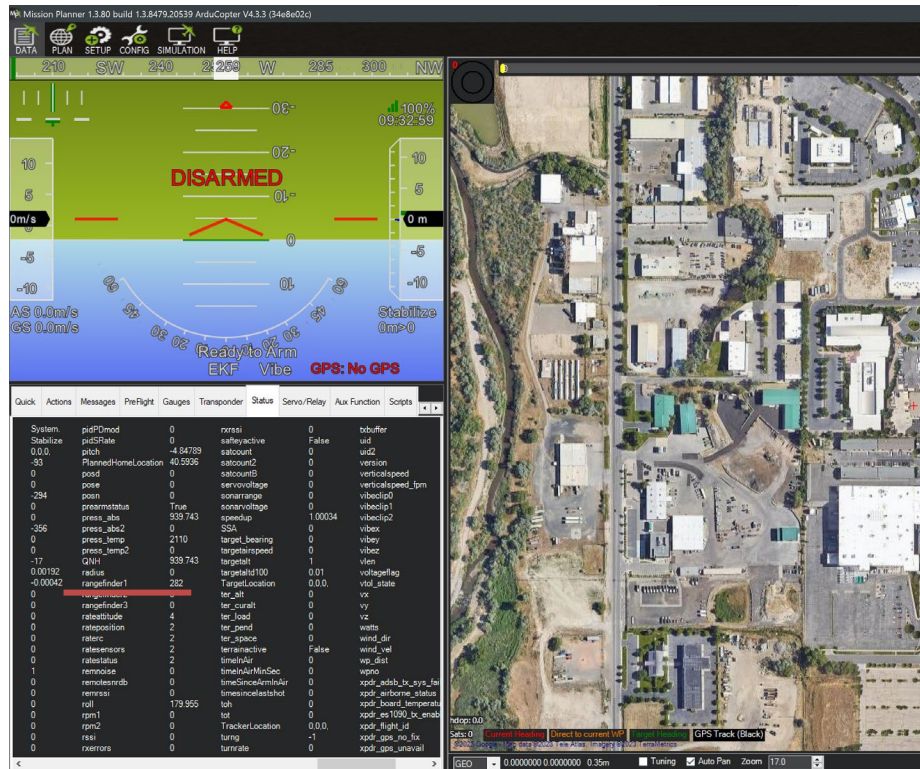 Mission Planner 1.3.80 build 1.3.8479.20539 ArduCopter V4.3.3 (34e8e02c)
DATA PLAN SETUP CONFIG SIMULATION HELP
210 SW 240 259 W 285 300 NW
100%
09:32:59
DISARMED
0m/s
0 m
AS 0.0m/s
GS 0.0m/s
Stabilize
0m>0
Ready to Arm
EKF Vibe GPS: No GPS
Quick Actions Messages PreFlight Gauges Transponder Status Servo/Relay Aux Function Scripts
System. pidPDmod 0 rxrssi 0 txbuffer
Stabilize pidSRate 0 safteyactive False uid
0,0,0, pitch -4.84789 satcount 0 uid2
-93 PlannedHomeLocation 40.5936 satcount2 0 version
0 posd 0 satcountB 0 verticalspeed
0 pose 0 servovoltage 0 verticalspeed_fpm
-294 posn 0 sonarrange 0 vibeclip0
0 prearmstatus True sonarvoltage 0 vibeclip1
0 press_abs 939.743 speedup 1.00034 vibeclip2
-356 press_abs2 0 SSA 0 vibex
0 press_temp 2110 target_bearing 0 vibey
0 press_temp2 0 targetairspeed 0 vibez
-17 QNH 939.743 targetalt 1 vlen
0.00192 radius 0 targetaltd100 0.01 voltageflag
-0.00042 rangefinder1 282 TargetLocation 0,0,0, vtol_state
0 rangefinder2 0 ter_alt 0 vx
0 rangefinder3 0 ter_curalt 0 vy
0 rateattitude 4 ter_load 0 vz
0 rateposition 2 ter_pend 0 watts
0 raterc 2 ter_space 0 wind_dir
0 ratesensors 2 terrainactive False wind_vel
0 ratestatus 2 timeInAir 0 wp_dist
1 remnoise 0 timeInAirMinSec 0 wpno
1 remotesnrdb 0 timeSinceArmInAir 0 xpdr_adsb_tx_sys_fai
0 remrssi 0 timesincelastshot 0 xpdr_airborne_status
0 roll 179.955 toh 0 xpdr_board_temperatu
0 rpm1 0 tot 0 xpdr_es1090_tx_enab
0 rpm2 0 TrackerLocation 0,0,0, xpdr_flight_id
0 rssi 0 turng -1 xpdr_gps_no_fix
0 rxerrors 0 turnrate 0 xpdr_gps_unavail
hdop: 0.0
Sats: 0 Current Heading Direct to current WP Target Heading GPS Track (Black)
GEO 0.0000000 0.0000000 0.35m Tuning Auto Pan Zoom 17.0